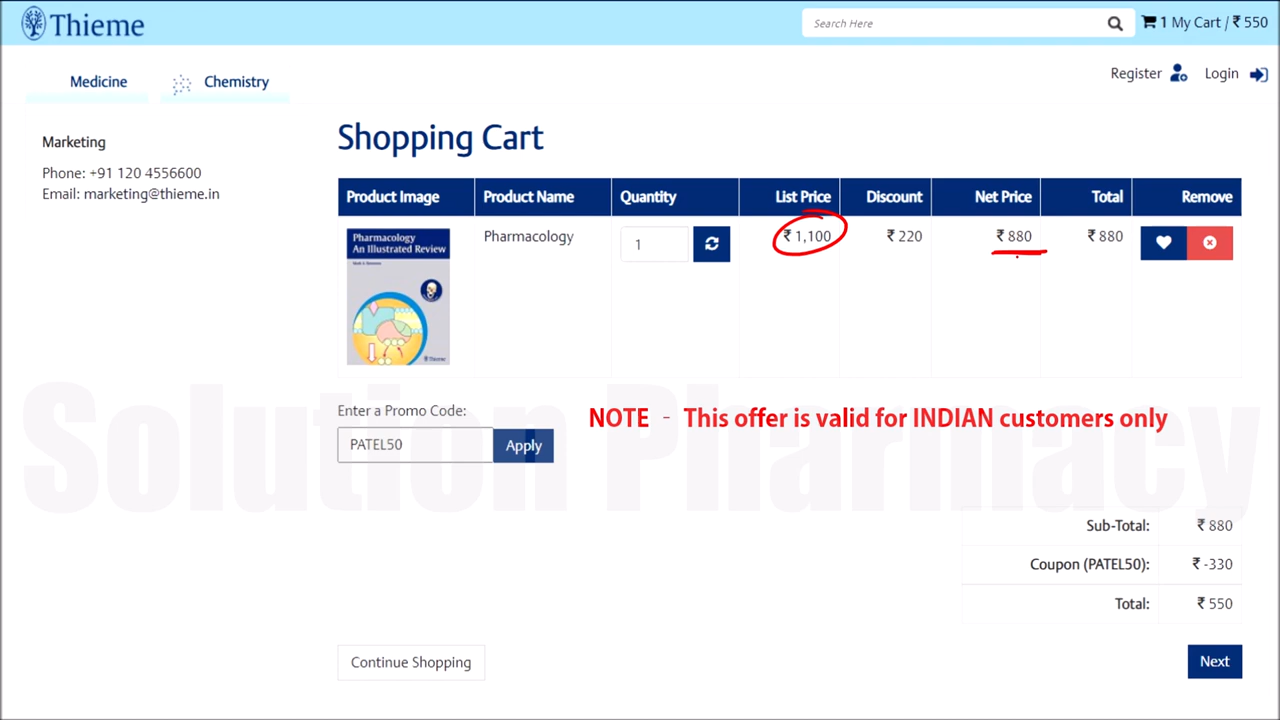 Thieme
Search Here
1 My Cart / ₹ 550
Medicine
Chemistry
Register
Login
Marketing
Phone: +91 120 4556600
Email: marketing@thieme.in
Shopping Cart
Product Image Product Name Quantity List Price Discount Net Price Total Remove
Pharmacology
An Illustrated Review
Thieme
Pharmacology 1 ₹ 1,100 ₹ 220 ₹ 880 ₹ 880
Enter a Promo Code:
PATEL50 Apply
NOTE - This offer is valid for INDIAN customers only
Solution Pharmacy
Sub-Total: ₹ 880
Coupon (PATEL50): ₹ -330
Total: ₹ 550
Continue Shopping
Next